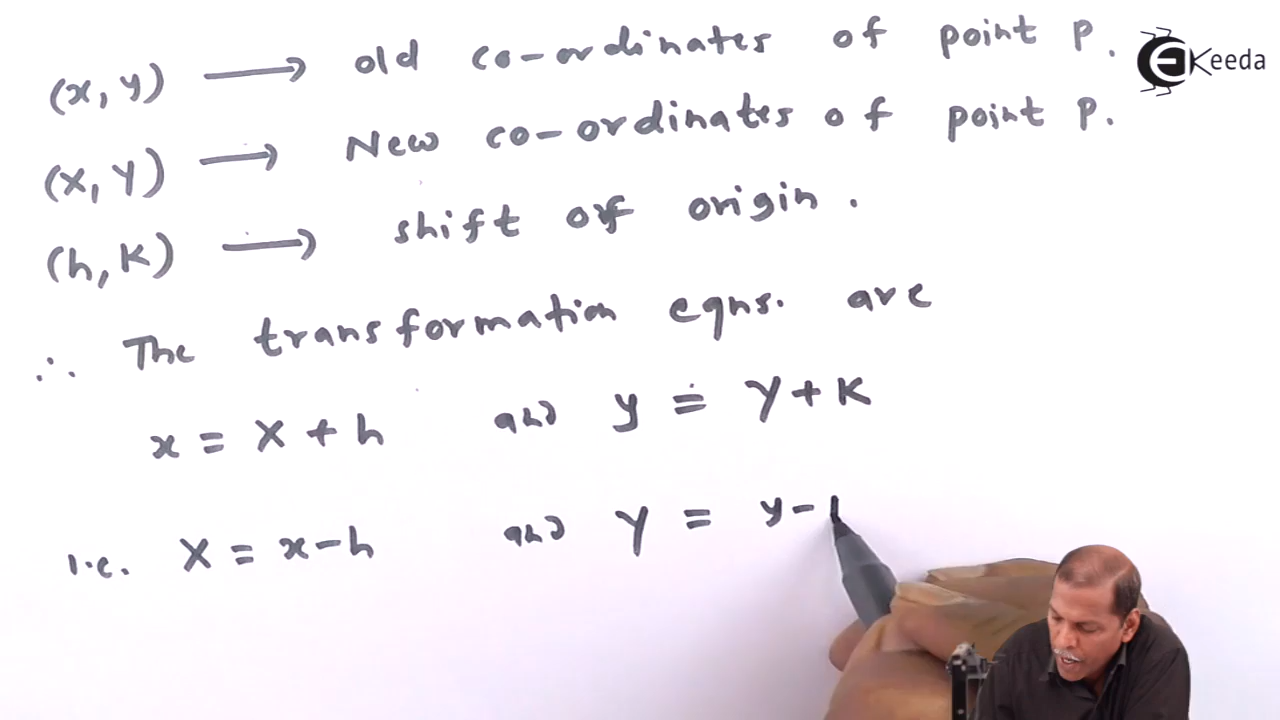 (x, y) → old co-ordinates of point P.
EKeeda
(X, Y) → New co-ordinates of point P.
(h, K) → shift of origin.
∴ The transformation eqns. are
x = X + h and y = Y + K
i.e. X = x - h and Y = y -